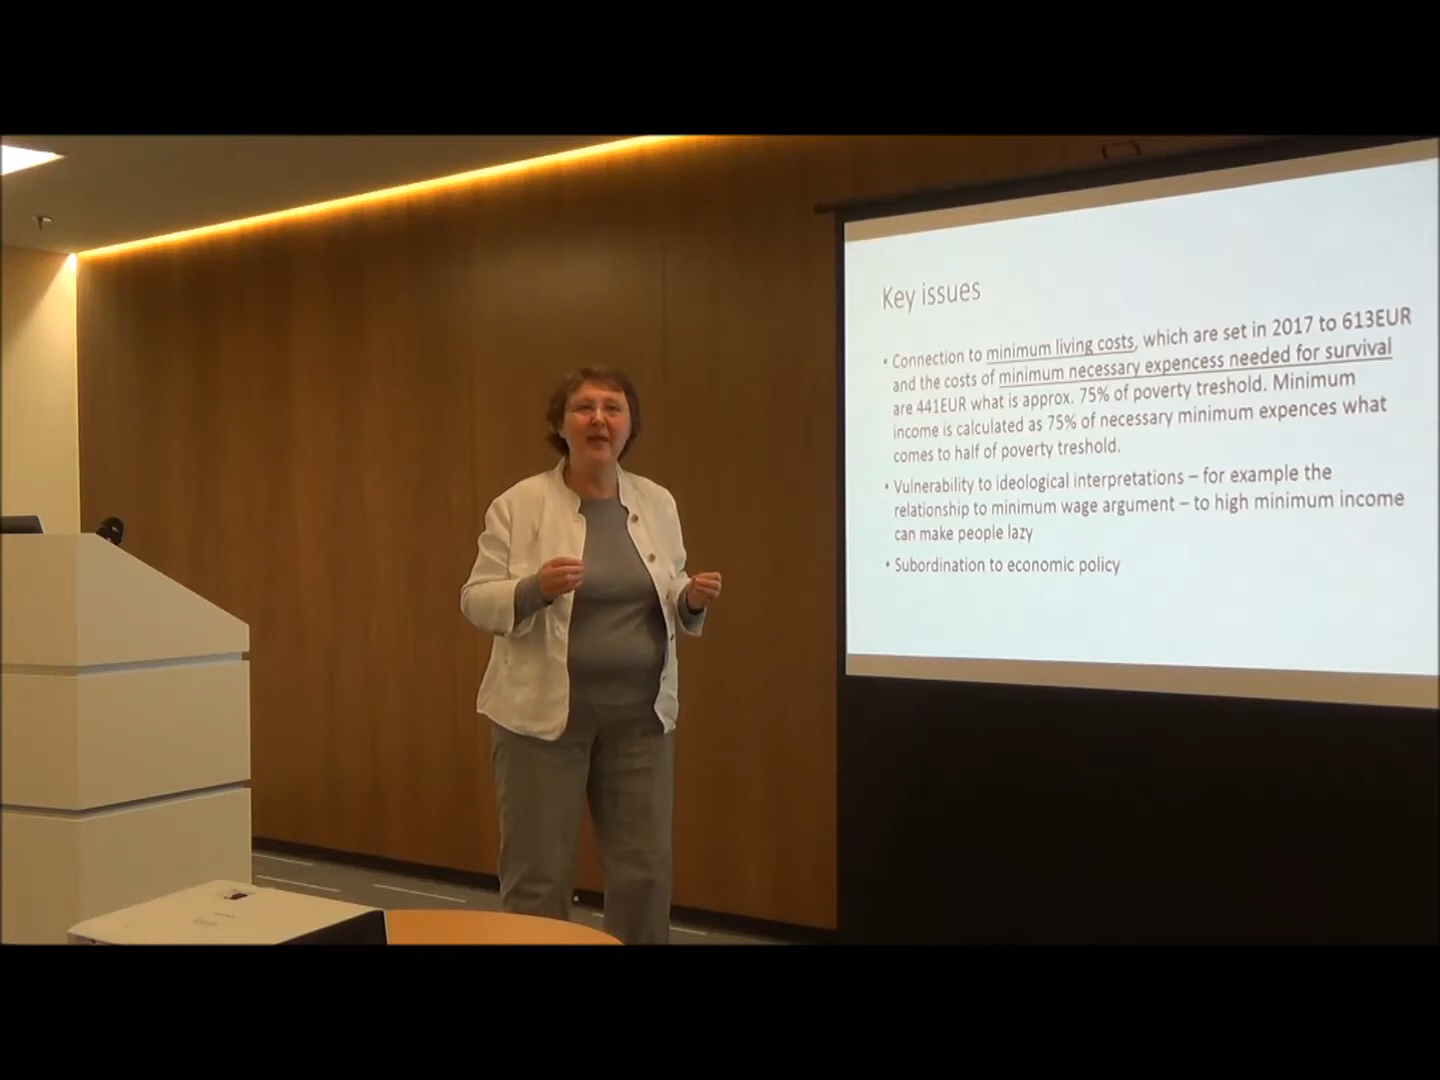 Key issues
• Connection to minimum living costs, which are set in 2017 to 613EUR
and the costs of minimum necessary expencess needed for survival
are 441EUR what is approx. 75% of poverty treshold. Minimum
income is calculated as 75% of necessary minimum expences what
comes to half of poverty treshold.
• Vulnerability to ideological interpretations – for example the
relationship to minimum wage argument – to high minimum income
can make people lazy
• Subordination to economic policy